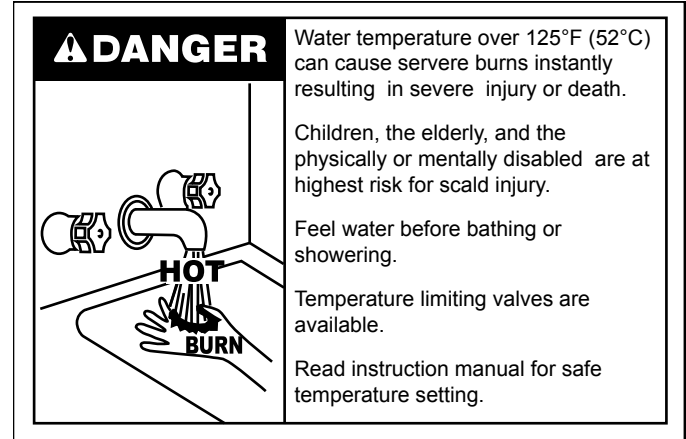 DANGER
HOT
BURN
Water temperature over 125°F (52°C)
can cause servere burns instantly
resulting in severe injury or death.
Children, the elderly, and the
physically or mentally disabled are at
highest risk for scald injury.
Feel water before bathing or
showering.
Temperature limiting valves are
available.
Read instruction manual for safe
temperature setting.